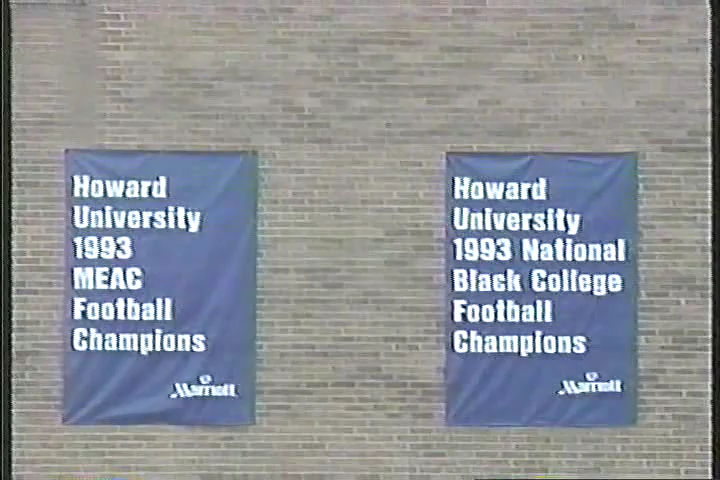 Howard
University
1993
MEAC
Football
Champions
Marriott
Howard
University
1993 National
Black College
Football
Champions
Marriott